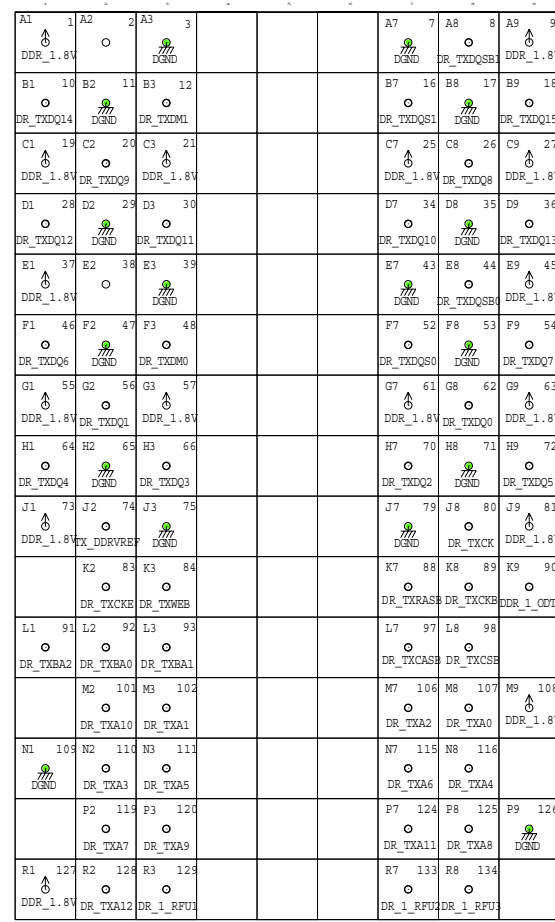 A1 1 A2 2 A3 3 A7 7 A8 8 A9 9
DDR_1.8V DGND DGND DR_TXDQSB1 DDR_1.8V
B1 10 B2 11 B3 12 B7 16 B8 17 B9 18
DR_TXDQ14 DGND DR_TXDM1 DR_TXDQS1 DGND DR_TXDQ15
C1 19 C2 20 C3 21 C7 25 C8 26 C9 27
DDR_1.8V DR_TXDQ9 DDR_1.8V DDR_1.8V DR_TXDQ8 DDR_1.8V
D1 28 D2 29 D3 30 D7 34 D8 35 D9 36
DR_TXDQ12 DGND DR_TXDQ11 DR_TXDQ10 DGND DR_TXDQ13
E1 37 E2 38 E3 39 E7 43 E8 44 E9 45
DDR_1.8V DGND DGND DR_TXDQSB0 DDR_1.8V
F1 46 F2 47 F3 48 F7 52 F8 53 F9 54
DR_TXDQ6 DGND DR_TXDM0 DR_TXDQS0 DGND DR_TXDQ7
G1 55 G2 56 G3 57 G7 61 G8 62 G9 63
DDR_1.8V DR_TXDQ1 DDR_1.8V DDR_1.8V DR_TXDQ0 DDR_1.8V
H1 64 H2 65 H3 66 H7 70 H8 71 H9 72
DR_TXDQ4 DGND DR_TXDQ3 DR_TXDQ2 DGND DR_TXDQ5
J1 73 J2 74 J3 75 J7 79 J8 80 J9 81
DDR_1.8V TX_DDRVREF DGND DGND DR_TXCK DDR_1.8V
K2 83 K3 84 K7 88 K8 89 K9 90
DR_TXCKE DR_TXWEB DR_TXRASB DR_TXCKB DDR_1_ODT
L1 91 L2 92 L3 93 L7 97 L8 98
DR_TXBA2 DR_TXBA0 DR_TXBA1 DR_TXCASB DR_TXCSB
M2 101 M3 102 M7 106 M8 107 M9 108
DR_TXA10 DR_TXA1 DR_TXA2 DR_TXA0 DDR_1.8V
N1 109 N2 110 N3 111 N7 115 N8 116
DGND DR_TXA3 DR_TXA5 DR_TXA6 DR_TXA4
P2 119 P3 120 P7 124 P8 125 P9 126
DR_TXA7 DR_TXA9 DR_TXA11 DR_TXA8 DGND
R1 127 R2 128 R3 129 R7 133 R8 134
DDR_1.8V DR_TXA12 DR_1_RFU1 DR_1_RFU2 DR_1_RFU3